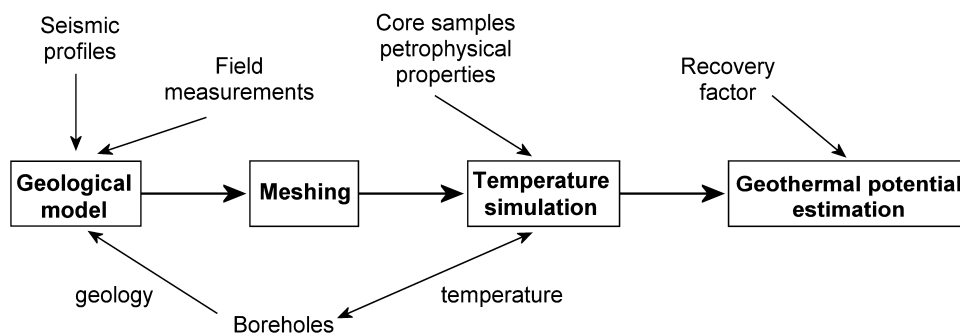 Seismic
profiles
Field
measurements
Core samples
petrophysical
properties
Recovery
factor
Geological
model
Meshing
Temperature
simulation
Geothermal potential
estimation
geology
temperature
Boreholes